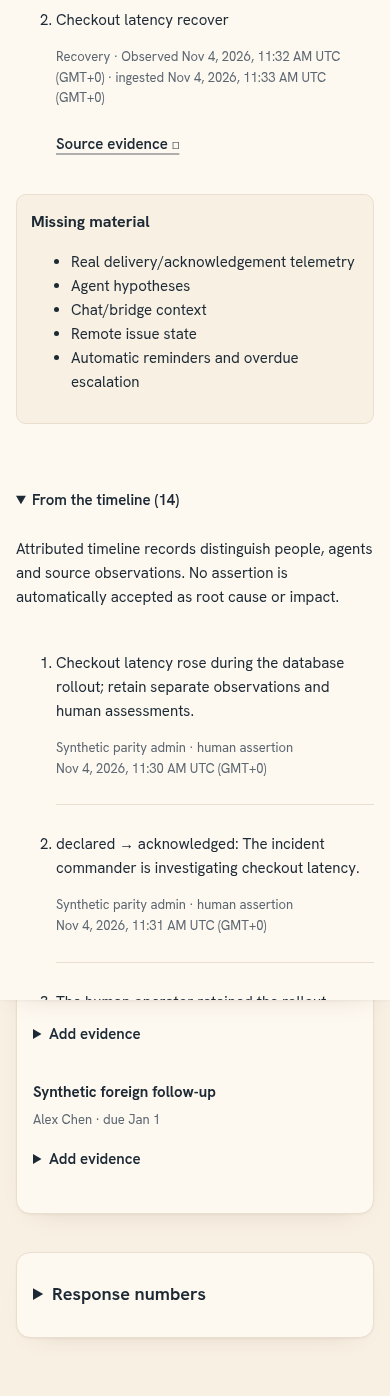 2. Checkout latency recover
Recovery · Observed Nov 4, 2026, 11:32 AM UTC
(GMT+0) · ingested Nov 4, 2026, 11:33 AM UTC
(GMT+0)
Source evidence
Missing material
• Real delivery/acknowledgement telemetry
• Agent hypotheses
• Chat/bridge context
• Remote issue state
• Automatic reminders and overdue
escalation
▼ From the timeline (14)
Attributed timeline records distinguish people, agents
and source observations. No assertion is
automatically accepted as root cause or impact.
1. Checkout latency rose during the database
rollout; retain separate observations and
human assessments.
Synthetic parity admin · human assertion
Nov 4, 2026, 11:30 AM UTC (GMT+0)
2. declared → acknowledged: The incident
commander is investigating checkout latency.
Synthetic parity admin · human assertion
Nov 4, 2026, 11:31 AM UTC (GMT+0)
3. The human operator retained the rollout
▶ Add evidence
Synthetic foreign follow-up
Alex Chen · due Jan 1
▶ Add evidence
▶ Response numbers